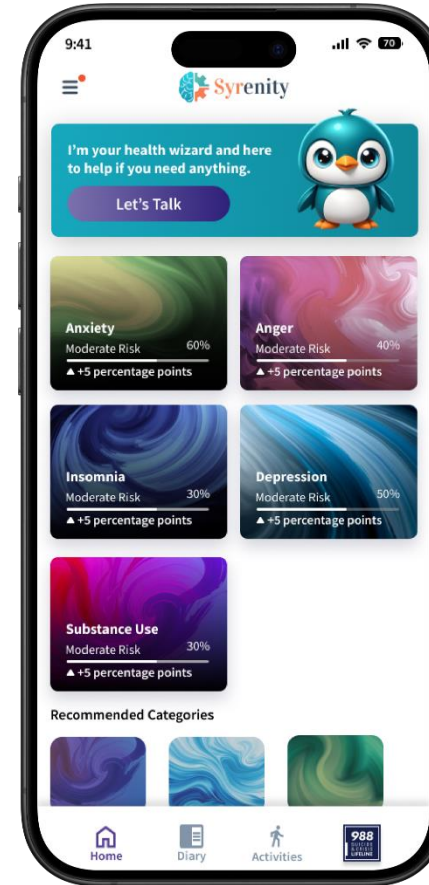 9:41
70
Syrenity
I'm your health wizard and here
to help if you need anything.
Let's Talk
Anxiety
Moderate Risk 60%
▲ +5 percentage points
Anger
Moderate Risk 40%
▲ +5 percentage points
Insomnia
Moderate Risk 30%
▲ +5 percentage points
Depression
Moderate Risk 50%
▲ +5 percentage points
Substance Use
Moderate Risk 30%
▲ +5 percentage points
Recommended Categories
Home
Diary
Activities
988
SUICIDE
& CRISIS
LIFELINE